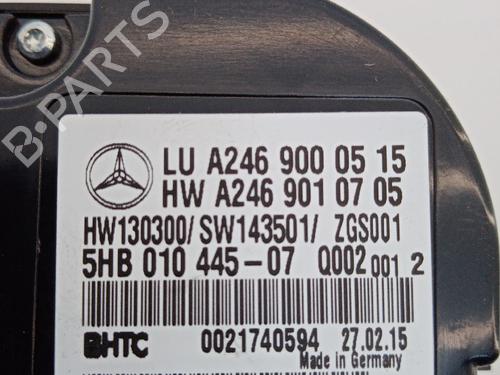 B-PARTS
LU A246 900 05 15
HW A246 901 07 05
HW130300/ SW143501/ ZGS001
5HB 010 445-07 Q002 001 2
BHTC 0021740594 27.02.15
Made in Germany